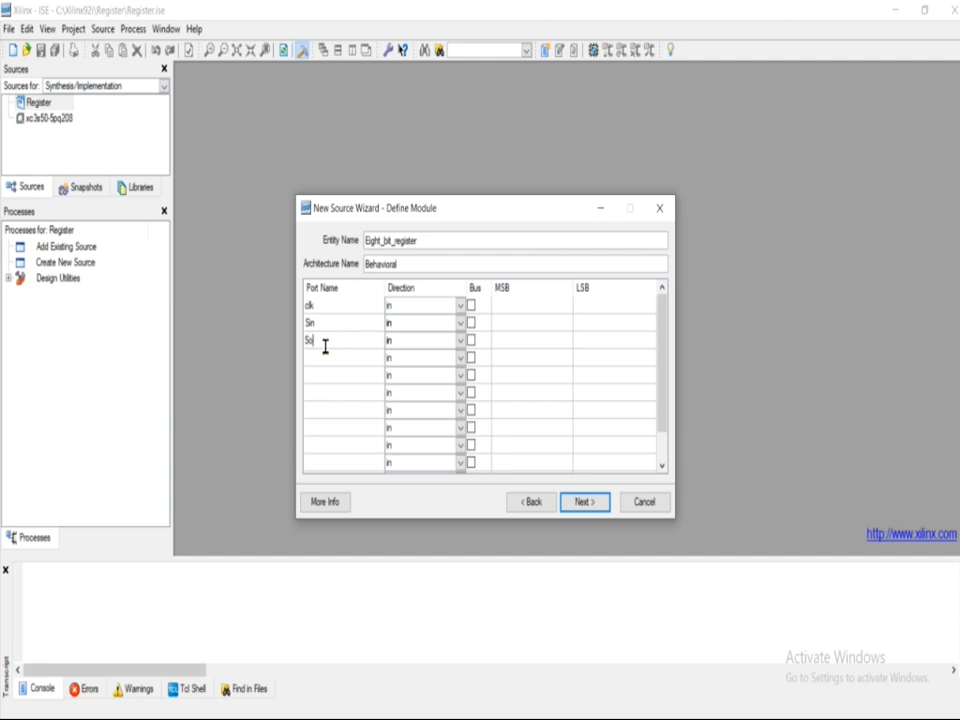 Xilinx - ISE - C:\Xilinx92i\Register\Register.ise
File Edit View Project Source Process Window Help
Sources
Sources for: Synthesis/Implementation
Register
xc3s50-5pq208
Sources Snapshots Libraries
Processes
Processes for: Register
Add Existing Source
Create New Source
Design Utilities
Processes
New Source Wizard - Define Module
Entity Name Eight_bit_register
Architecture Name Behavioral
Port Name Direction Bus MSB LSB
clk in
Sin in
So in
in
in
in
in
in
in
in
More Info < Back Next > Cancel
http://www.xilinx.com
Transcript
Console Errors Warnings Tcl Shell Find in Files
Activate Windows
Go to Settings to activate Windows.